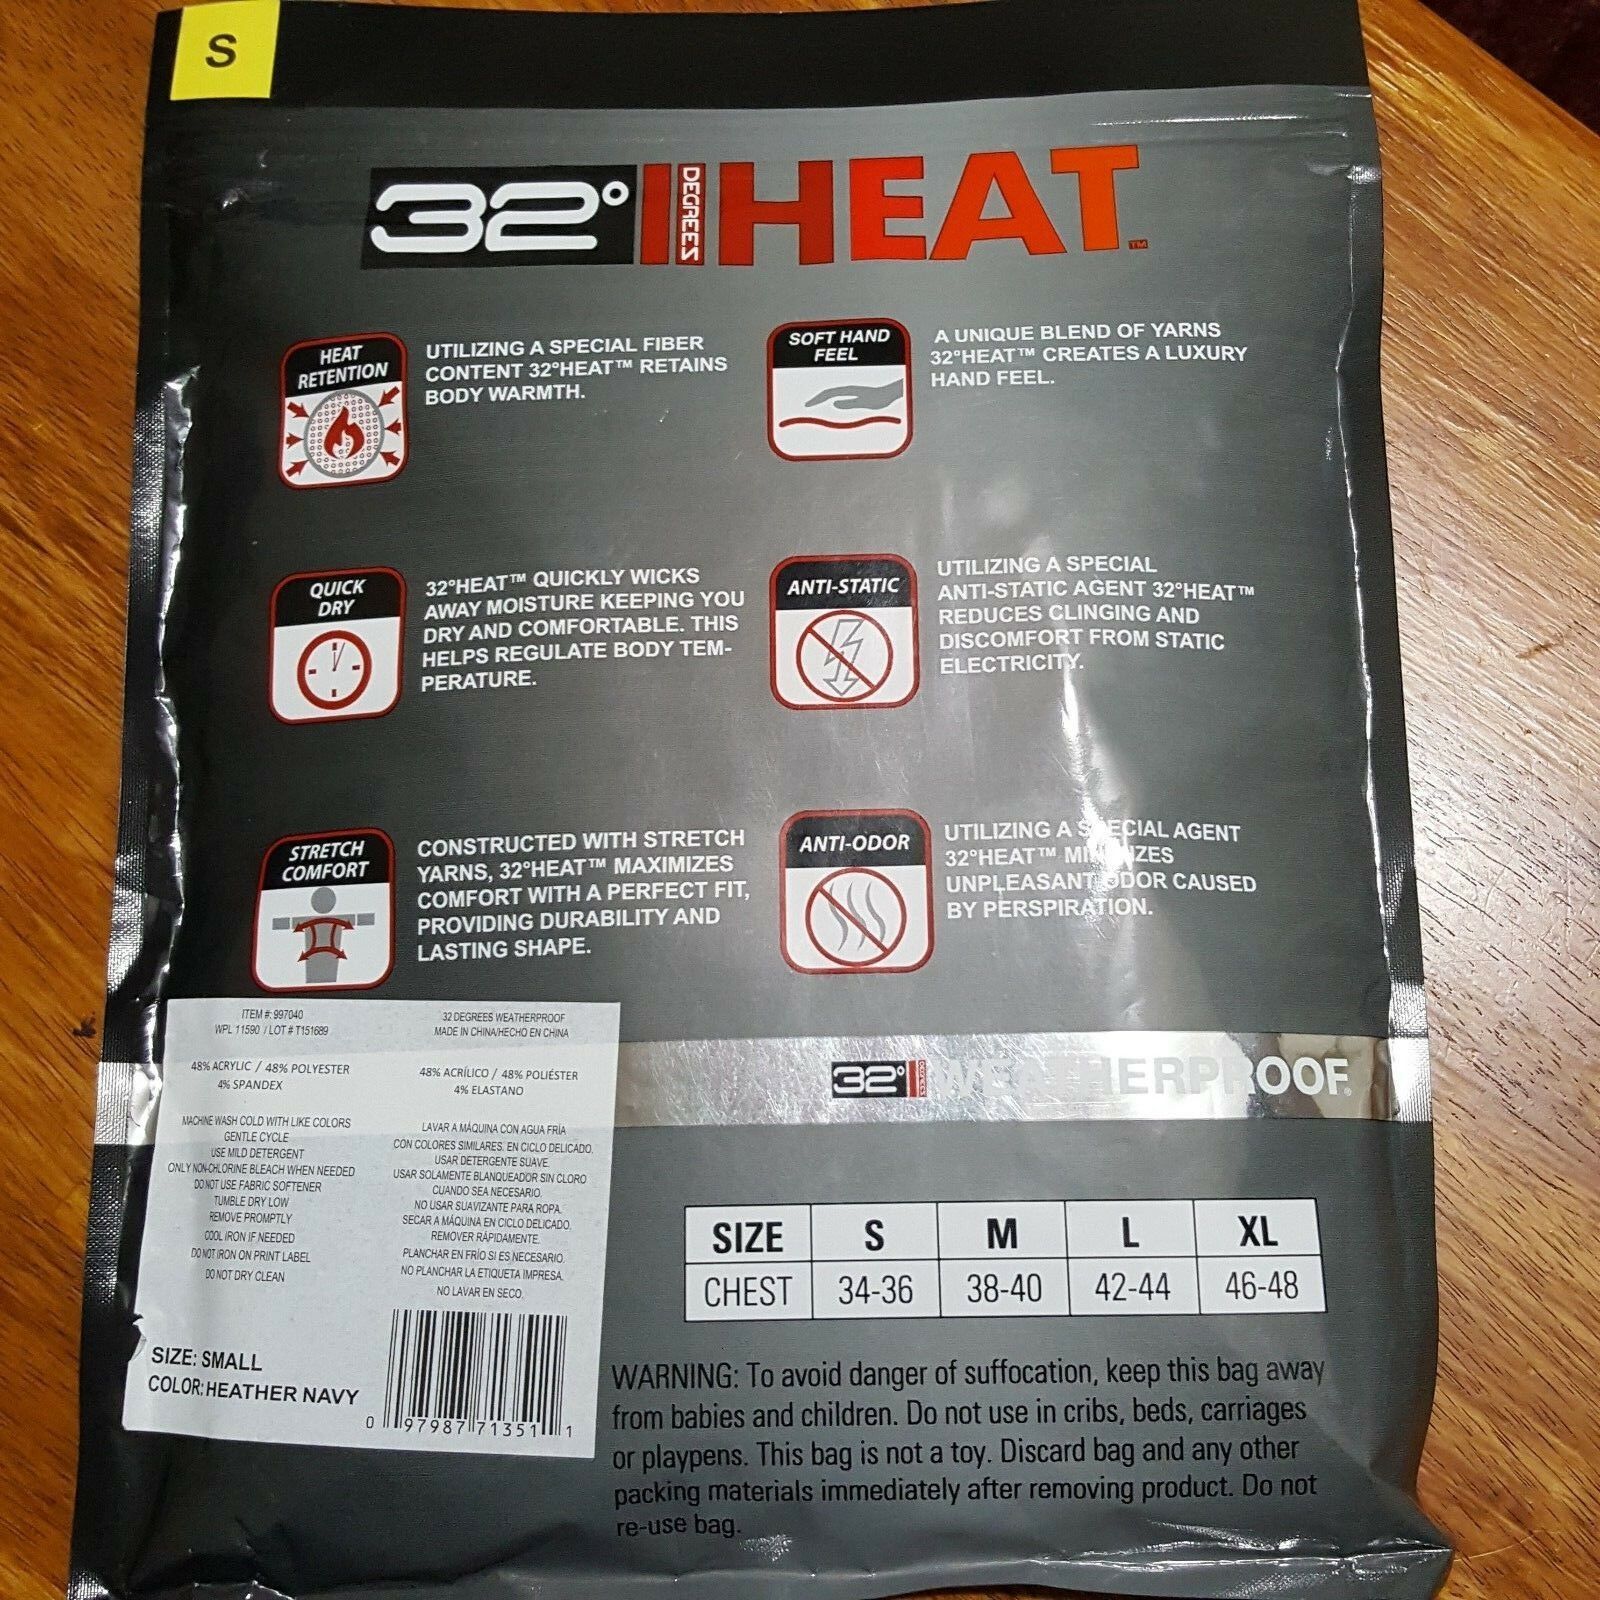 S
32° DEGREES HEAT™
HEAT
RETENTION
UTILIZING A SPECIAL FIBER
CONTENT 32°HEAT™ RETAINS
BODY WARMTH.
SOFT HAND
FEEL
A UNIQUE BLEND OF YARNS
32°HEAT™ CREATES A LUXURY
HAND FEEL.
QUICK
DRY
32°HEAT™ QUICKLY WICKS
AWAY MOISTURE KEEPING YOU
DRY AND COMFORTABLE. THIS
HELPS REGULATE BODY TEM-
PERATURE.
ANTI-STATIC
UTILIZING A SPECIAL
ANTI-STATIC AGENT 32°HEAT™
REDUCES CLINGING AND
DISCOMFORT FROM STATIC
ELECTRICITY.
STRETCH
COMFORT
CONSTRUCTED WITH STRETCH
YARNS, 32°HEAT™ MAXIMIZES
COMFORT WITH A PERFECT FIT,
PROVIDING DURABILITY AND
LASTING SHAPE.
ANTI-ODOR
UTILIZING A SPECIAL AGENT
32°HEAT™ MINIMIZES
UNPLEASANT ODOR CAUSED
BY PERSPIRATION.
ITEM #: 997040
WPL 11590 / LOT # T151689
48% ACRYLIC / 48% POLYESTER
4% SPANDEX
MACHINE WASH COLD WITH LIKE COLORS
GENTLE CYCLE
USE MILD DETERGENT
ONLY NON-CHLORINE BLEACH WHEN NEEDED
DO NOT USE FABRIC SOFTENER
TUMBLE DRY LOW
REMOVE PROMPTLY
COOL IRON IF NEEDED
DO NOT IRON ON PRINT LABEL
DO NOT DRY CLEAN
32 DEGREES WEATHERPROOF
MADE IN CHINA/HECHO EN CHINA
48% ACRÍLICO / 48% POLIÉSTER
4% ELASTANO
LAVAR A MÁQUINA CON AGUA FRÍA
CON COLORES SIMILARES. EN CICLO DELICADO.
USAR DETERGENTE SUAVE.
USAR SOLAMENTE BLANQUEADOR SIN CLORO
CUANDO SEA NECESARIO.
NO USAR SUAVIZANTE PARA ROPA.
SECAR A MÁQUINA EN CICLO DELICADO.
REMOVER RÁPIDAMENTE.
PLANCHAR EN FRÍO SI ES NECESARIO.
NO PLANCHAR LA ETIQUETA IMPRESA.
NO LAVAR EN SECO.
SIZE: SMALL
COLOR: HEATHER NAVY
0 97987 71351 1
32° DEGREES WEATHERPROOF®
SIZE S M L XL
CHEST 34-36 38-40 42-44 46-48
WARNING: To avoid danger of suffocation, keep this bag away
from babies and children. Do not use in cribs, beds, carriages
or playpens. This bag is not a toy. Discard bag and any other
packing materials immediately after removing product. Do not
re-use bag.